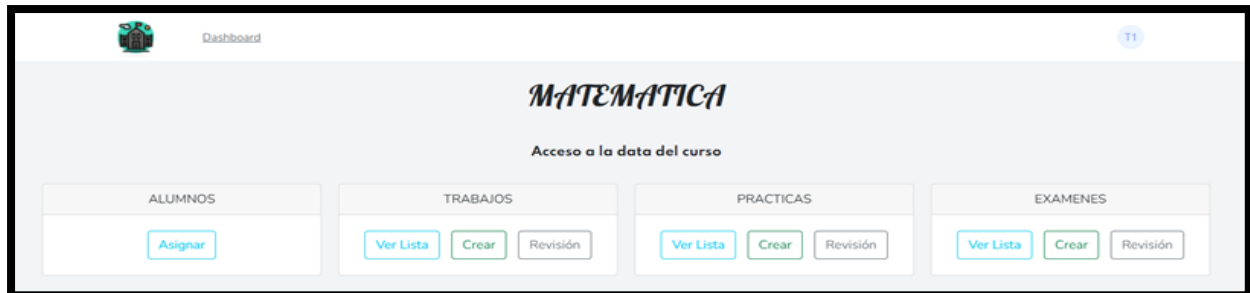 Dashboard
T1
MATEMATICA
Acceso a la data del curso
ALUMNOS
Asignar
TRABAJOS
Ver Lista Crear Revisión
PRACTICAS
Ver Lista Crear Revisión
EXAMENES
Ver Lista Crear Revisión